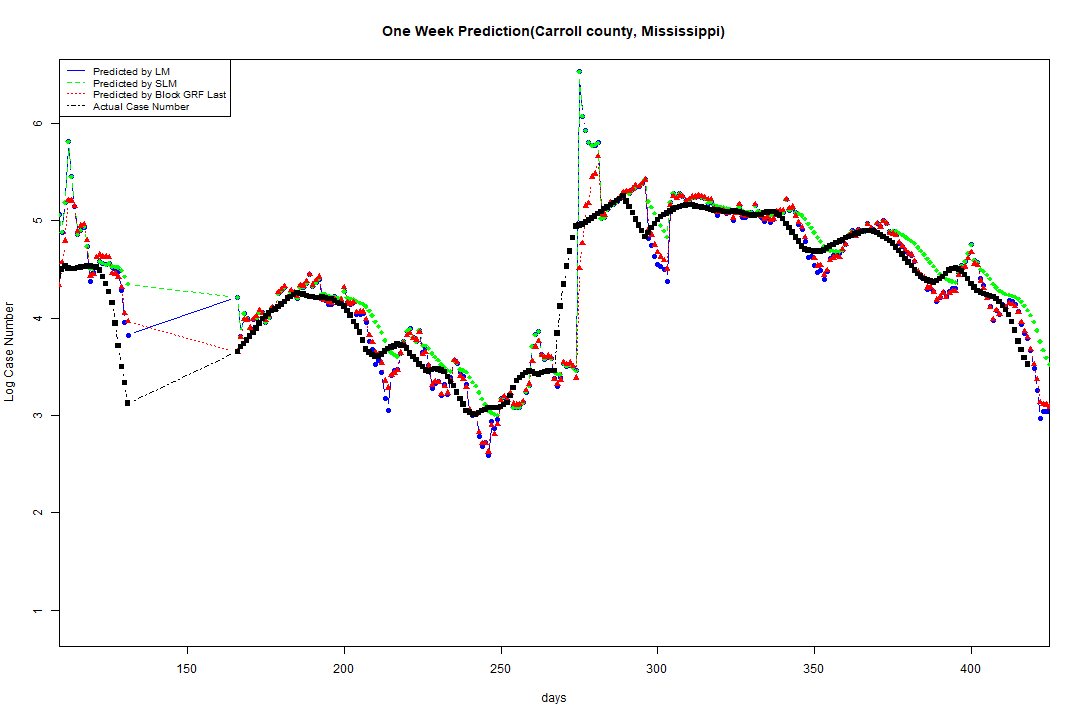 One Week Prediction(Carroll county, Mississippi)
Predicted by LM
Predicted by SLM
Predicted by Block GRF Last
Actual Case Number
Log Case Number
6
5
4
3
2
1
150 200 250 300 350 400
days